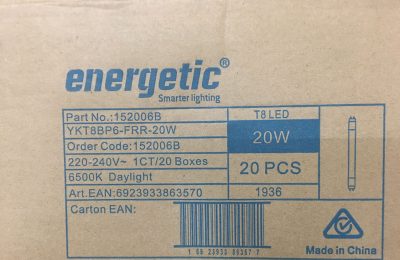 energetic®
Smarter lighting
Part No.:152006B
YKT8BP6-FRR-20W
Order Code:152006B
220-240V~ 1CT/20 Boxes
6500K Daylight
Art.EAN:6923933863570
Carton EAN:
T8 LED
20W
20 PCS
1936
Made in China